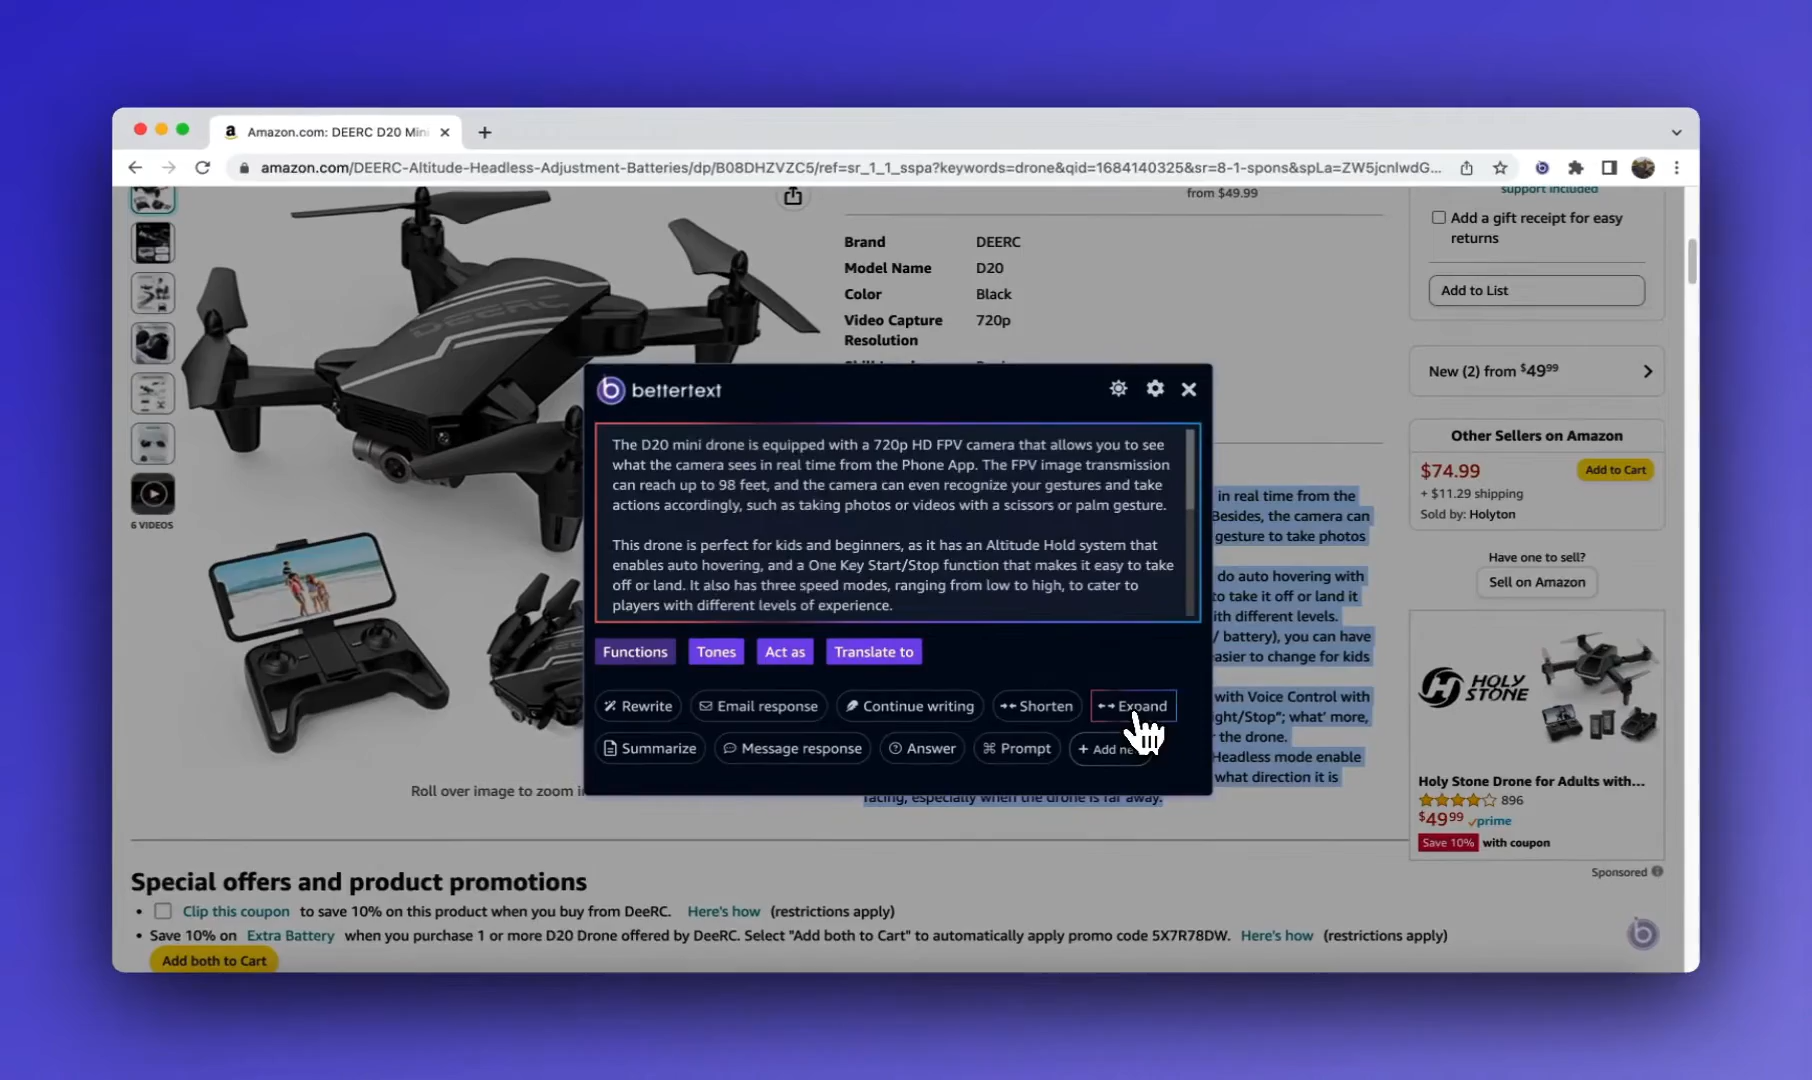 Amazon.com: DEERC D20 Mini
amazon.com/DEERC-Altitude-Headless-Adjustment-Batteries/dp/B08DHZVZC5/ref=sr_1_1_sspa?keywords=drone&qid=1684140325&sr=8-1-spons&spLa=ZW5jcnlwdG...
from $49.99
support included
Add a gift receipt for easy
returns
Add to List
New (2) from $49⁹⁹
Other Sellers on Amazon
$74.99
Add to Cart
+ $11.29 shipping
Sold by: Holyton
Have one to sell?
Sell on Amazon
Brand DEERC
Model Name D20
Color Black
Video Capture 720p
Resolution
DEERC
6 VIDEOS
Roll over image to zoom in
bettertext
The D20 mini drone is equipped with a 720p HD FPV camera that allows you to see
what the camera sees in real time from the Phone App. The FPV image transmission
can reach up to 98 feet, and the camera can even recognize your gestures and take
actions accordingly, such as taking photos or videos with a scissors or palm gesture.
This drone is perfect for kids and beginners, as it has an Altitude Hold system that
enables auto hovering, and a One Key Start/Stop function that makes it easy to take
off or land. It also has three speed modes, ranging from low to high, to cater to
players with different levels of experience.
Functions
Tones
Act as
Translate to
Rewrite
Email response
Continue writing
Shorten
Expand
Summarize
Message response
Answer
Prompt
+ Add ne
in real time from the
Besides, the camera can
gesture to take photos
do auto hovering with
to take it off or land it
ith different levels.
/ battery), you can have
asier to change for kids
with Voice Control with
ght/Stop"; what' more,
the drone.
Headless mode enable
what direction it is
facing, especially when the drone is far away.
HOLY
STONE
Holy Stone Drone for Adults with...
896
$49⁹⁹ prime
Save 10% with coupon
Sponsored
Special offers and product promotions
• Clip this coupon to save 10% on this product when you buy from DeeRC. Here's how (restrictions apply)
• Save 10% on Extra Battery when you purchase 1 or more D20 Drone offered by DeeRC. Select "Add both to Cart" to automatically apply promo code 5X7R78DW. Here's how (restrictions apply)
Add both to Cart